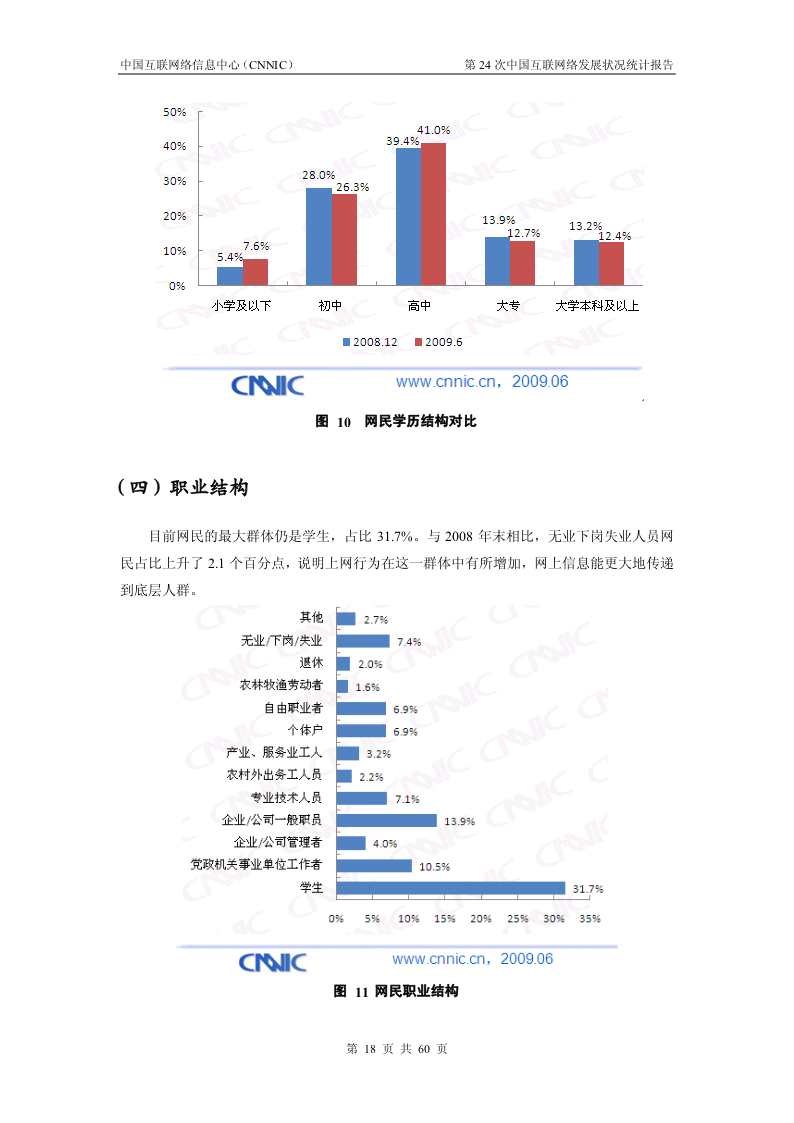 中国互联网络信息中心（CNNIC） 第 24 次中国互联网络发展状况统计报告
50%
40%
30%
20%
10%
0%
5.4% 7.6% 28.0% 26.3% 39.4% 41.0% 13.9% 12.7% 13.2% 12.4%
小学及以下 初中 高中 大专 大学本科及以上
2008.12 2009.6
CNNIC www.cnnic.cn，2009.06
图 10 网民学历结构对比
（四）职业结构
目前网民的最大群体仍是学生，占比 31.7%。与 2008 年末相比，无业下岗失业人员网
民占比上升了 2.1 个百分点，说明上网行为在这一群体中有所增加，网上信息能更大地传递
到底层人群。
其他 2.7%
无业/下岗/失业 7.4%
退休 2.0%
农林牧渔劳动者 1.6%
自由职业者 6.9%
个体户 6.9%
产业、服务业工人 3.2%
农村外出务工人员 2.2%
专业技术人员 7.1%
企业/公司一般职员 13.9%
企业/公司管理者 4.0%
党政机关事业单位工作者 10.5%
学生 31.7%
0% 5% 10% 15% 20% 25% 30% 35%
CNNIC www.cnnic.cn，2009.06
图 11 网民职业结构
第 18 页 共 60 页